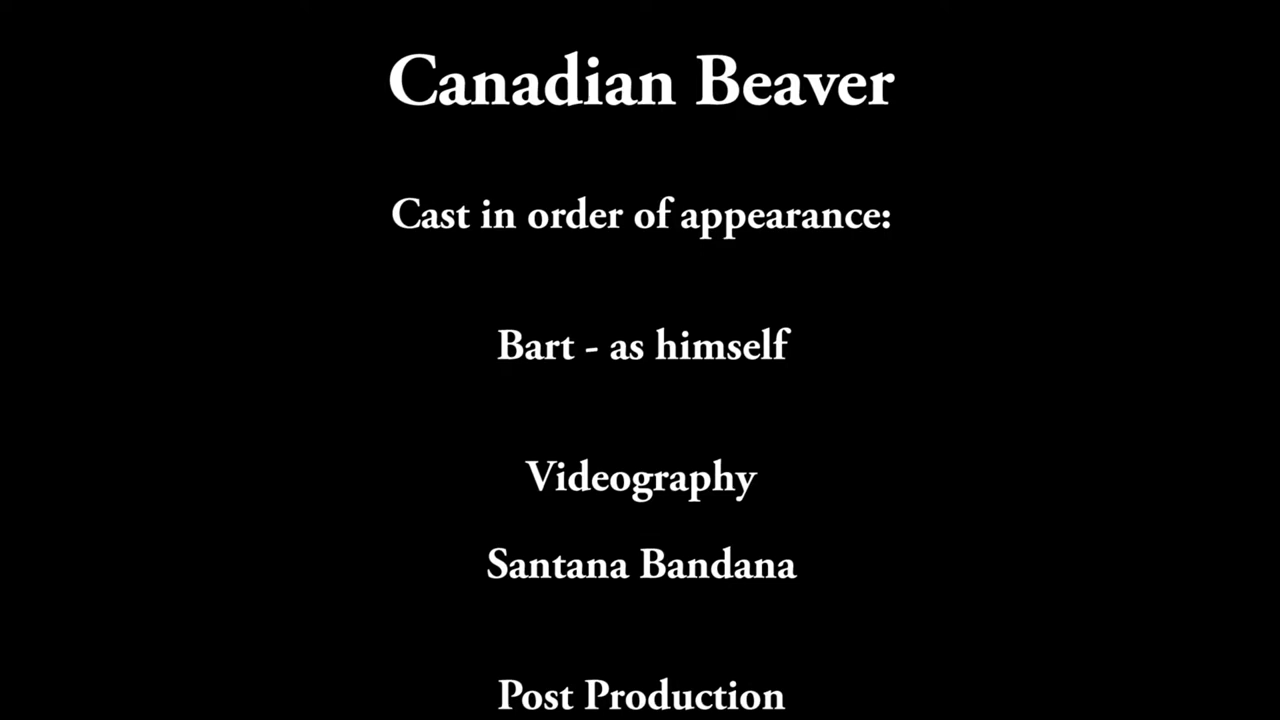 Canadian Beaver
Cast in order of appearance:
Bart - as himself
Videography
Santana Bandana
Post Production